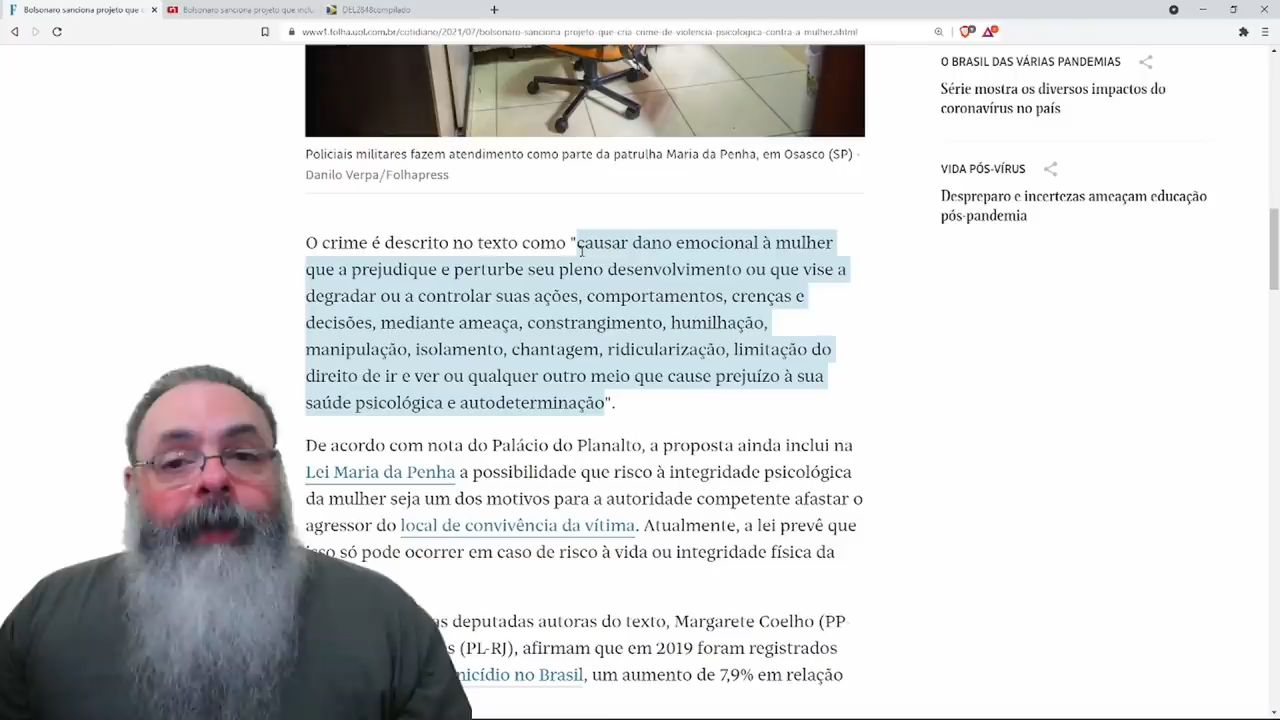 Bolsonaro sanciona projeto que
Bolsonaro sanciona projeto que inclu
DEL2848compilado
www1.folha.uol.com.br/cotidiano/2021/07/bolsonaro-sanciona-projeto-que-cria-crime-de-violencia-psicologica-contra-a-mulher.shtml
O BRASIL DAS VÁRIAS PANDEMIAS
Série mostra os diversos impactos do
coronavírus no país
Policiais militares fazem atendimento como parte da patrulha Maria da Penha, em Osasco (SP) -
Danilo Verpa/Folhapress
VIDA PÓS-VÍRUS
Despreparo e incertezas ameaçam educação
pós-pandemia
O crime é descrito no texto como "causar dano emocional à mulher
que a prejudique e perturbe seu pleno desenvolvimento ou que vise a
degradar ou a controlar suas ações, comportamentos, crenças e
decisões, mediante ameaça, constrangimento, humilhação,
manipulação, isolamento, chantagem, ridicularização, limitação do
direito de ir e ver ou qualquer outro meio que cause prejuízo à sua
saúde psicológica e autodeterminação".
De acordo com nota do Palácio do Planalto, a proposta ainda inclui na
Lei Maria da Penha a possibilidade que risco à integridade psicológica
da mulher seja um dos motivos para a autoridade competente afastar o
agressor do local de convivência da vítima. Atualmente, a lei prevê que
isso só pode ocorrer em caso de risco à vida ou integridade física da
as deputadas autoras do texto, Margarete Coelho (PP-
s (PL-RJ), afirmam que em 2019 foram registrados
nicídio no Brasil, um aumento de 7,9% em relação